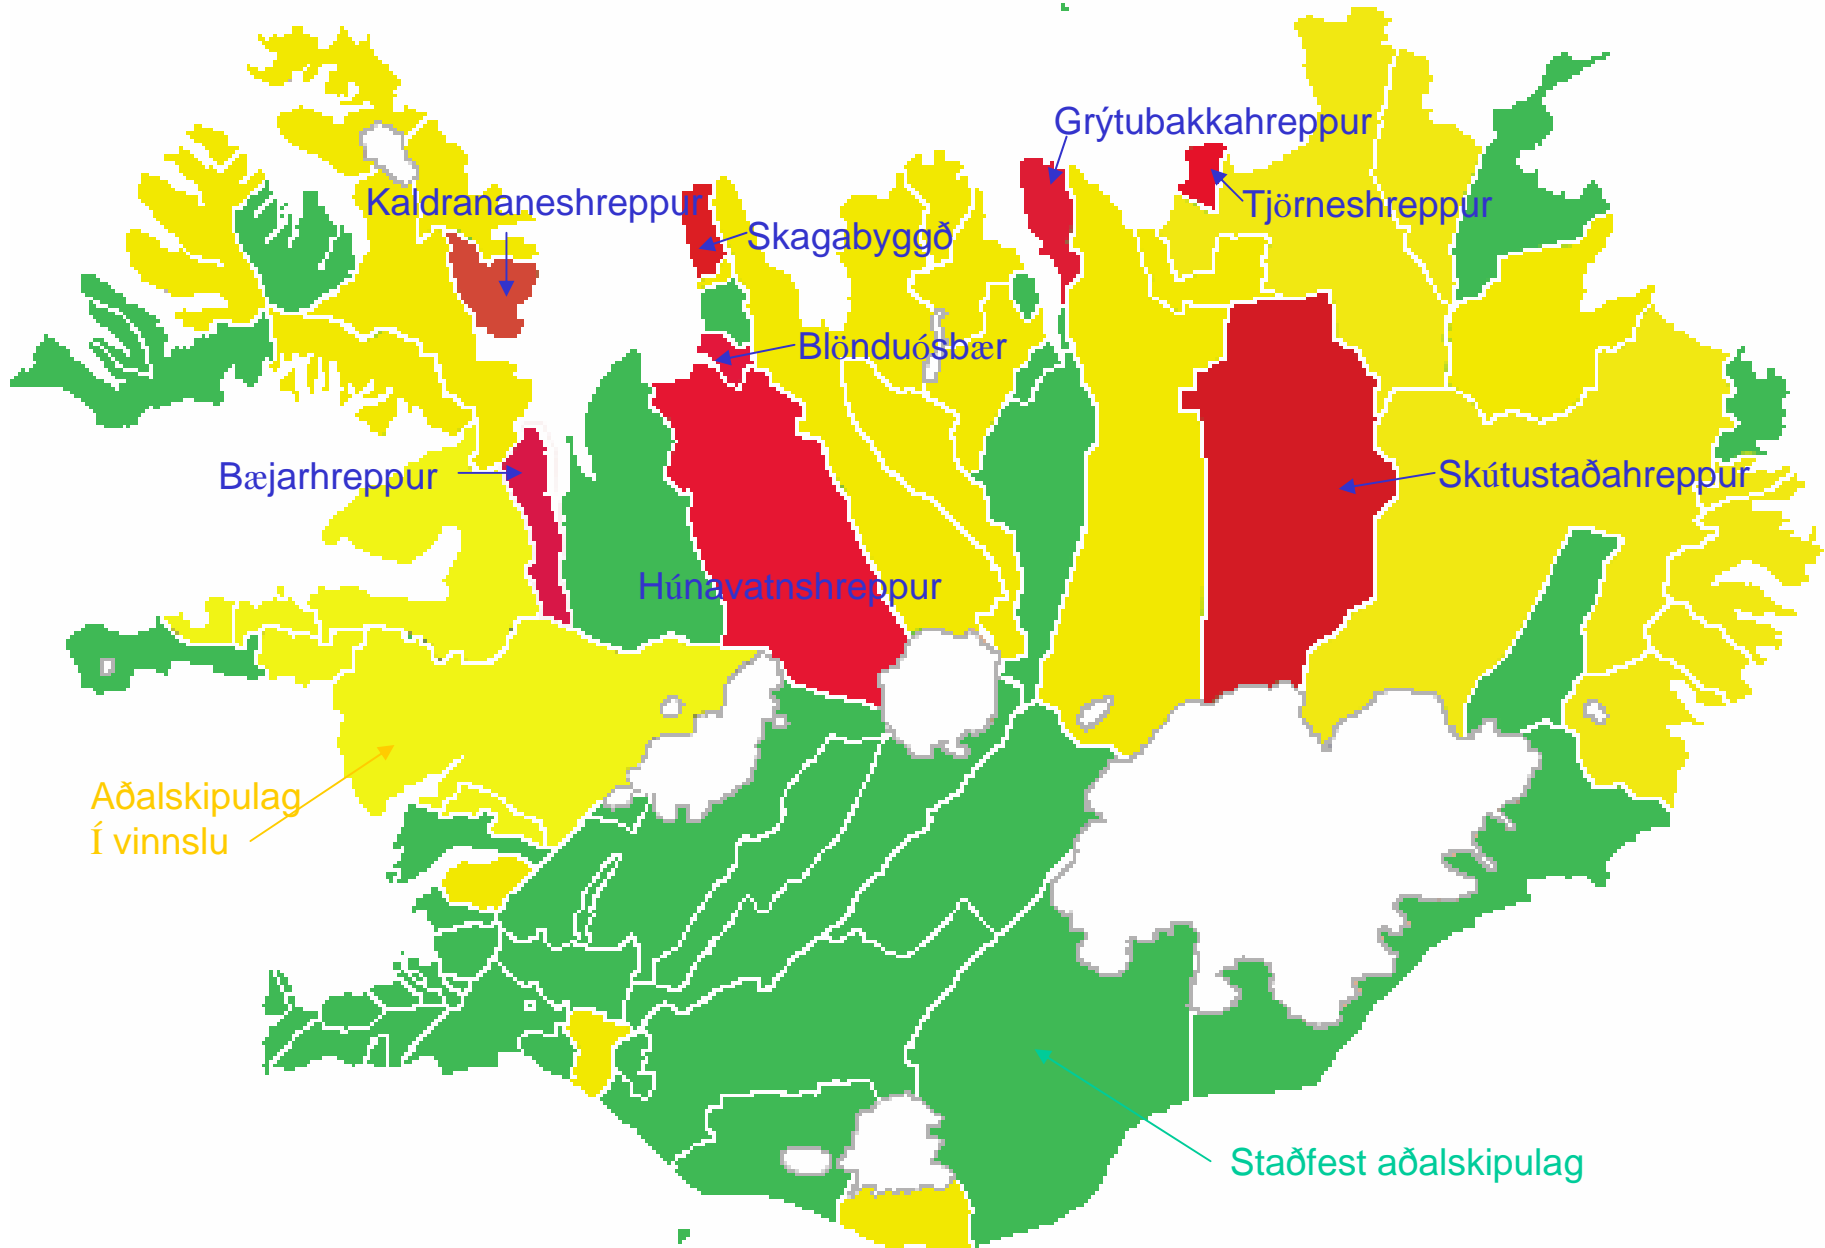 Grýtubakkahreppur
Kaldrananeshreppur
Tjörneshreppur
Skagabyggð
Blönduósbær
Bæjarhreppur
Skútustaðahreppur
Húnavatnshreppur
Aðalskipulag
Í vinnslu
Staðfest aðalskipulag